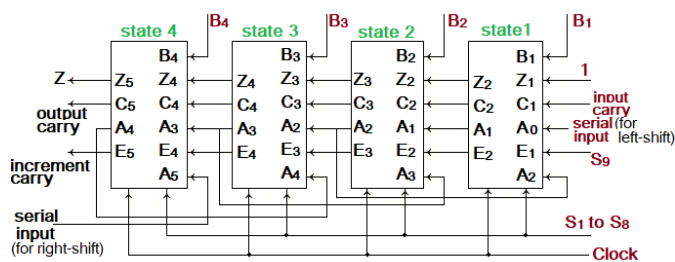 state 4 state 3 state 2 state1
B4 B3 B2 B1
B4 B3 B2 B1
Z Z5 Z4 Z4 Z3 Z3 Z2 Z2 Z1 1
output carry C5 C4 C4 C3 C3 C2 C2 C1 input carry
A4 A3 A3 A2 A2 A1 A1 A0 serial input (for left-shift)
increment carry E5 E4 E4 E3 E3 E2 E2 E1 S9
A5 A4 A3 A2
serial input (for right-shift)
S1 to S8
Clock